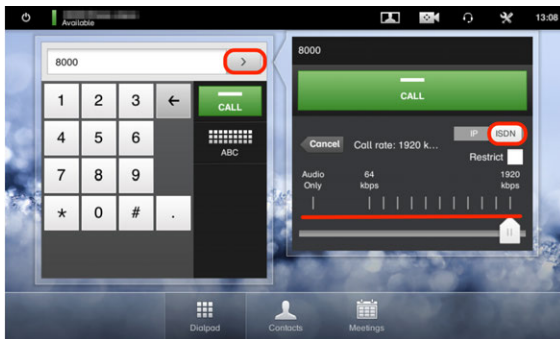 Available
13:08
8000
1 2 3
CALL
4 5 6
ABC
7 8 9
* 0 # .
8000
CALL
IP ISDN
Cancel Call rate: 1920 k...
Restrict
Audio Only
64 kbps
1920 kbps
Dialpad Contacts Meetings